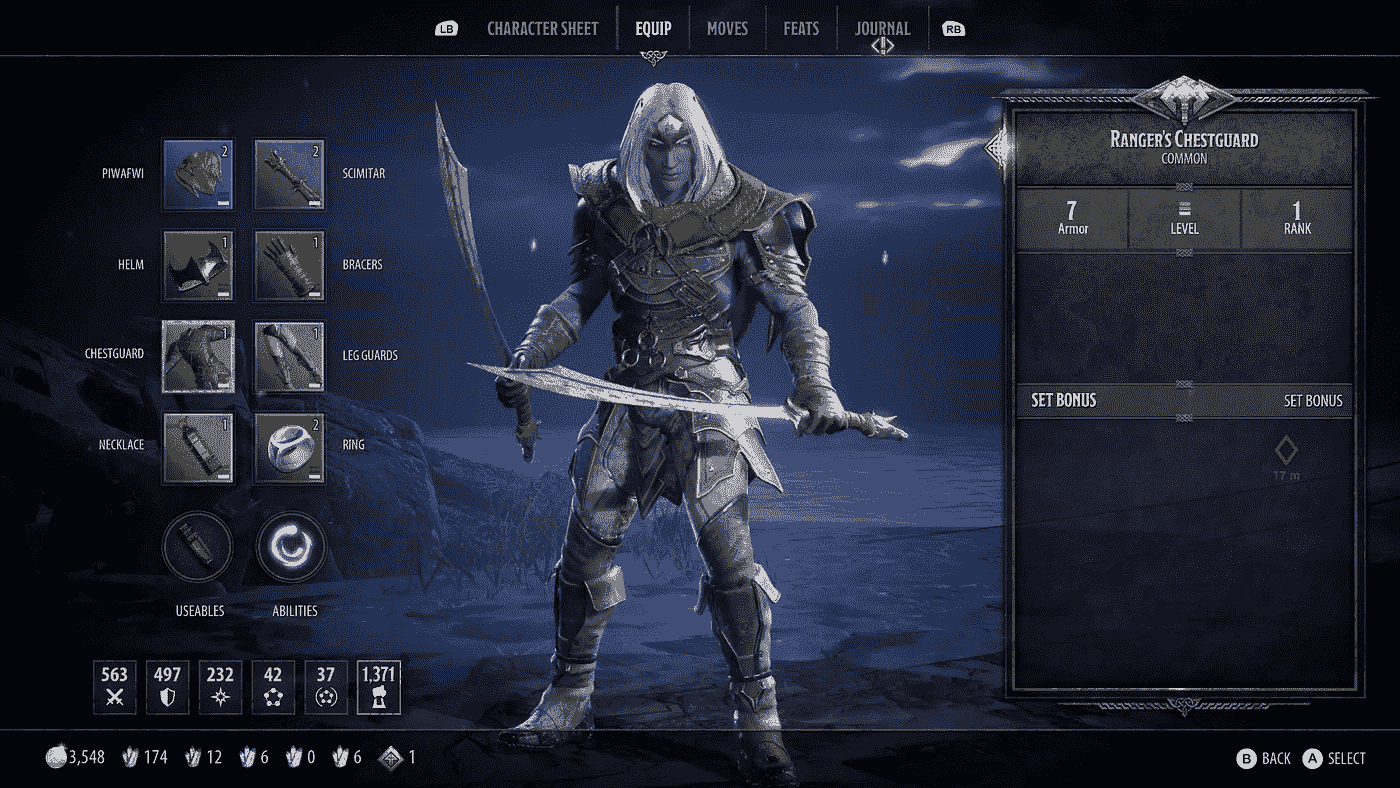 LB CHARACTER SHEET EQUIP MOVES FEATS JOURNAL RB
PIWAFWI 2 2 SCIMITAR
HELM 1 1 BRACERS
CHESTGUARD 1 1 LEG GUARDS
NECKLACE 1 2 RING
USEABLES ABILITIES
563 497 232 42 37 1,371
3,548 174 12 6 0 6 1
RANGER'S CHESTGUARD
COMMON
7 1
Armor LEVEL RANK
SET BONUS SET BONUS
17 m
B BACK A SELECT